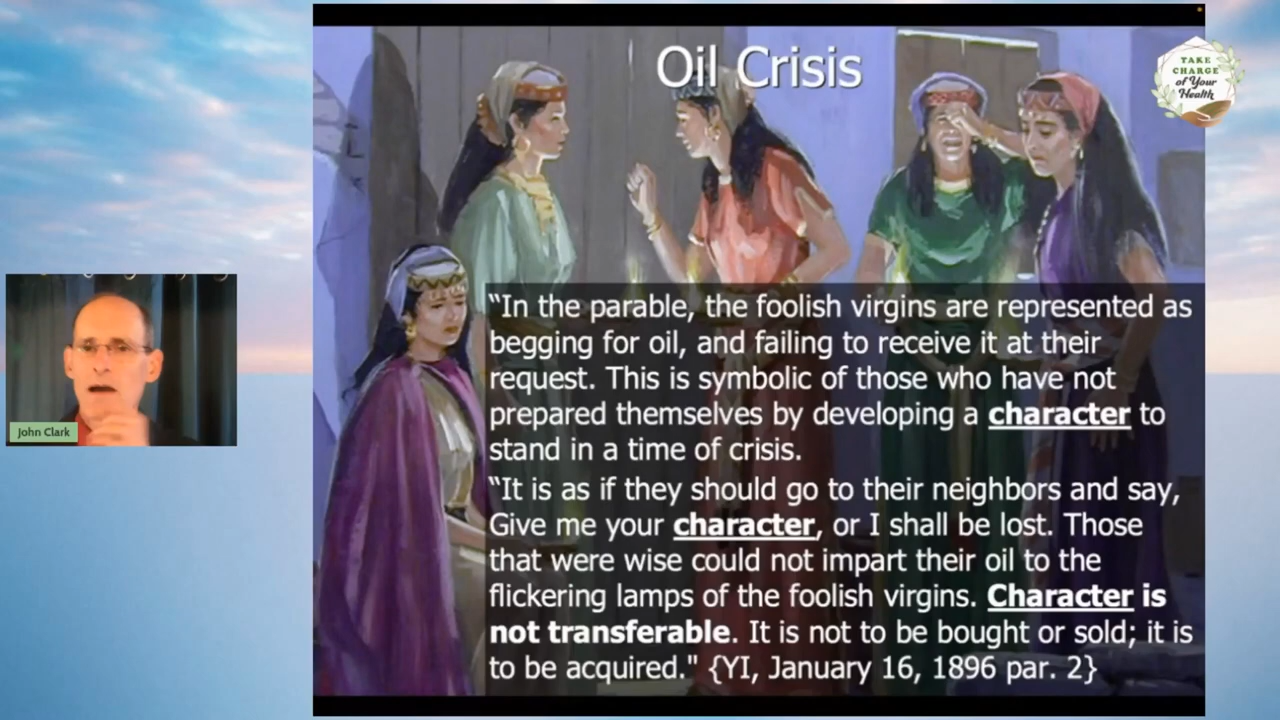 Oil Crisis
TAKE
CHARGE
of Your
Health
“In the parable, the foolish virgins are represented as
begging for oil, and failing to receive it at their
request. This is symbolic of those who have not
prepared themselves by developing a character to
stand in a time of crisis.
“It is as if they should go to their neighbors and say,
Give me your character, or I shall be lost. Those
that were wise could not impart their oil to the
flickering lamps of the foolish virgins. Character is
not transferable. It is not to be bought or sold; it is
to be acquired." {YI, January 16, 1896 par. 2}
John Clark